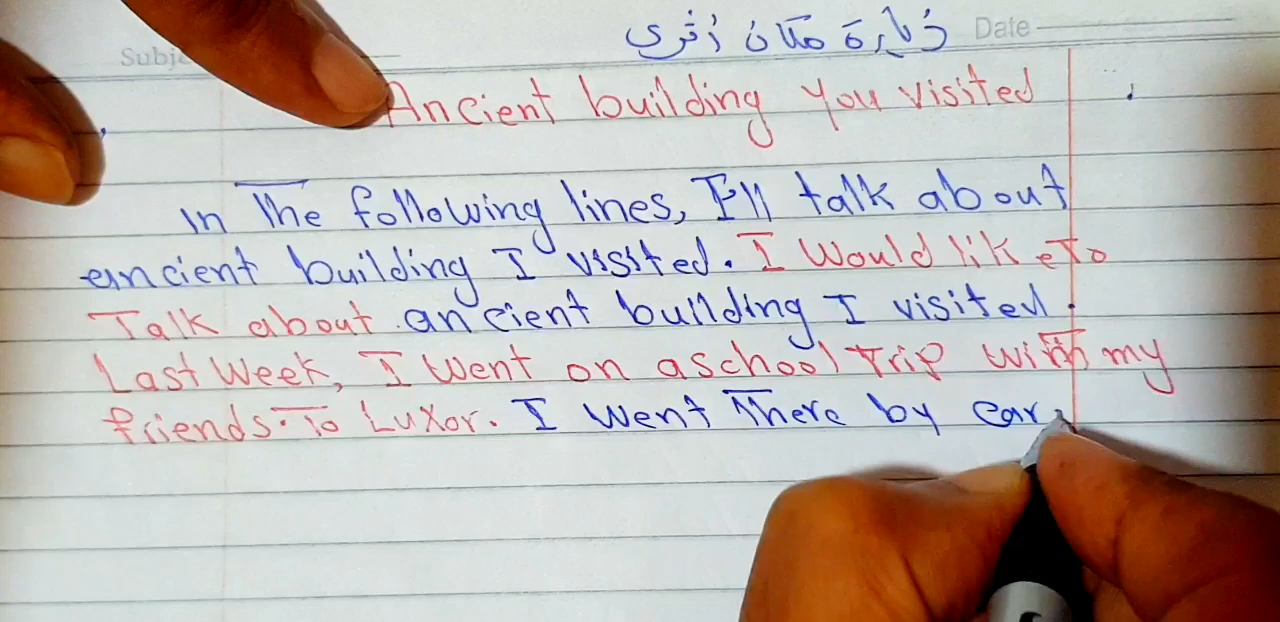 زيارة مكان أثري Date
Subje
Ancient building you visited
In the following lines, I'll talk about
ancient building I visited. I Would like To
Talk about ancient building I visited.
Last Week, I Went on a school Trip with my
friends. To Luxor. I Went There by car,